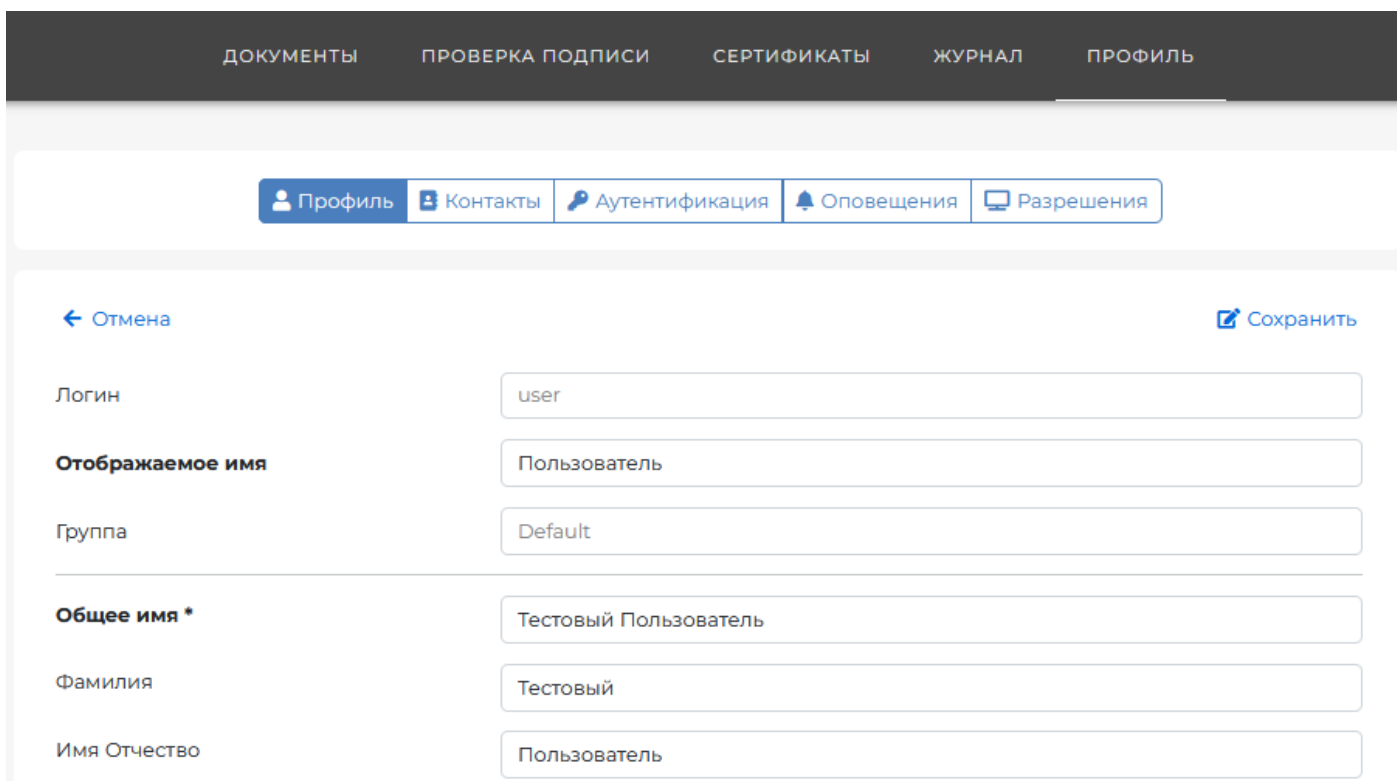 ДОКУМЕНТЫ ПРОВЕРКА ПОДПИСИ СЕРТИФИКАТЫ ЖУРНАЛ ПРОФИЛЬ
Профиль Контакты Аутентификация Оповещения Разрешения
Отмена Сохранить
Логин user
Отображаемое имя Пользователь
Группа Default
Общее имя * Тестовый Пользователь
Фамилия Тестовый
Имя Отчество Пользователь